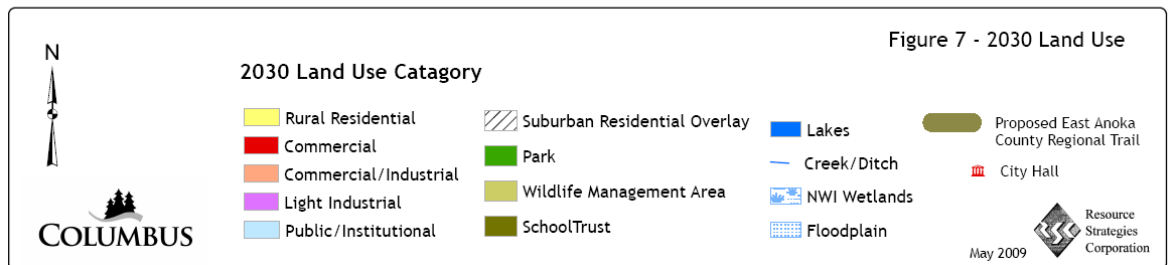 Figure 7 - 2030 Land Use
N
2030 Land Use Catagory
Rural Residential
Commercial
Commercial/Industrial
Light Industrial
Public/Institutional
Suburban Residential Overlay
Park
Wildlife Management Area
SchoolTrust
Lakes
Creek/Ditch
NWI Wetlands
Floodplain
Proposed East Anoka
County Regional Trail
City Hall
COLUMBUS
May 2009
Resource
Strategies
Corporation